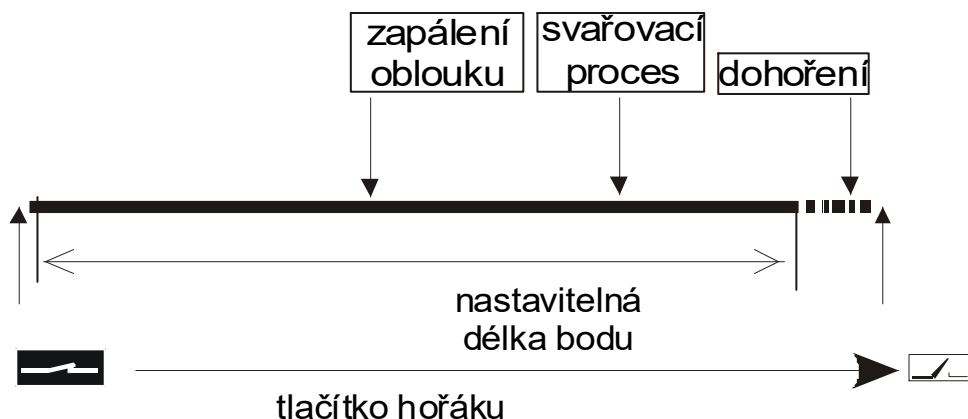 zapálení
oblouku
svařovací
proces
dohoření
nastavitelná
délka bodu
tlačítko hořáku